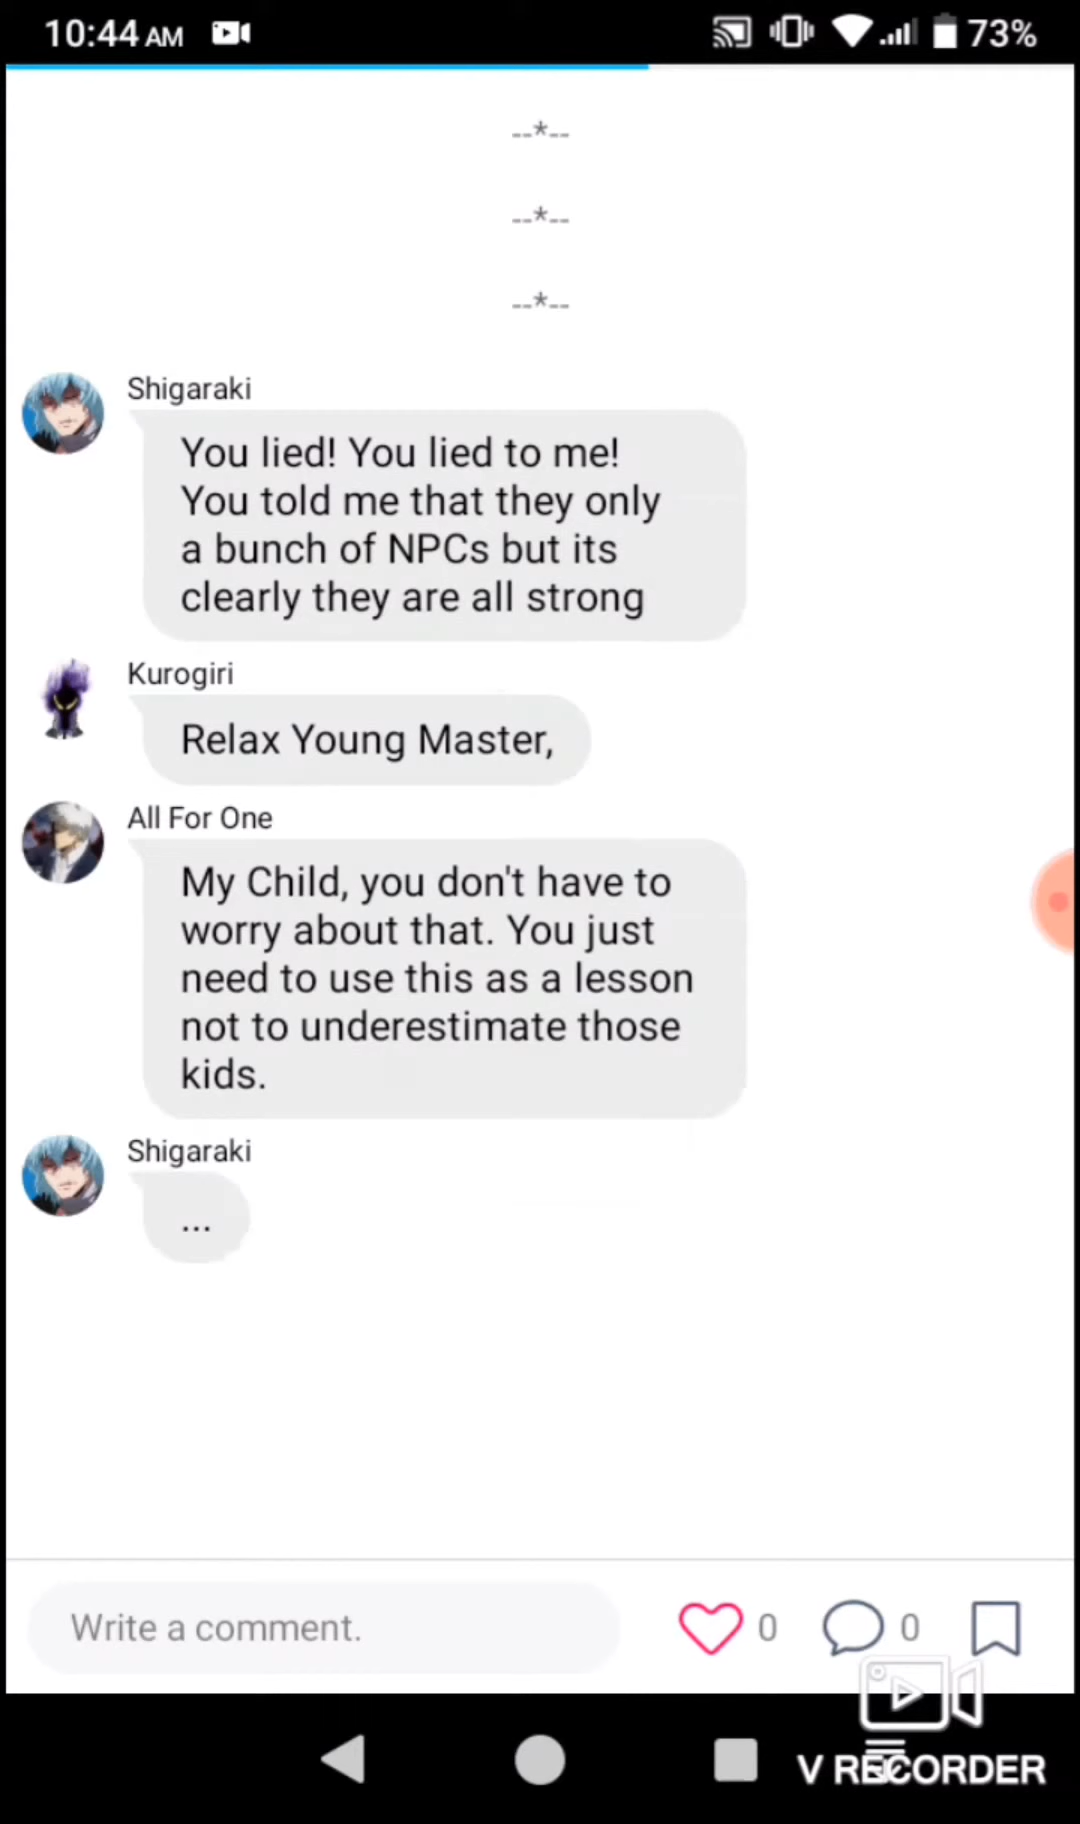 10:44 AM 73%
--*--
--*--
--*--
Shigaraki
You lied! You lied to me!
You told me that they only
a bunch of NPCs but its
clearly they are all strong
Kurogiri
Relax Young Master,
All For One
My Child, you don't have to
worry about that. You just
need to use this as a lesson
not to underestimate those
kids.
Shigaraki
...
Write a comment. 0 0
V RECORDER